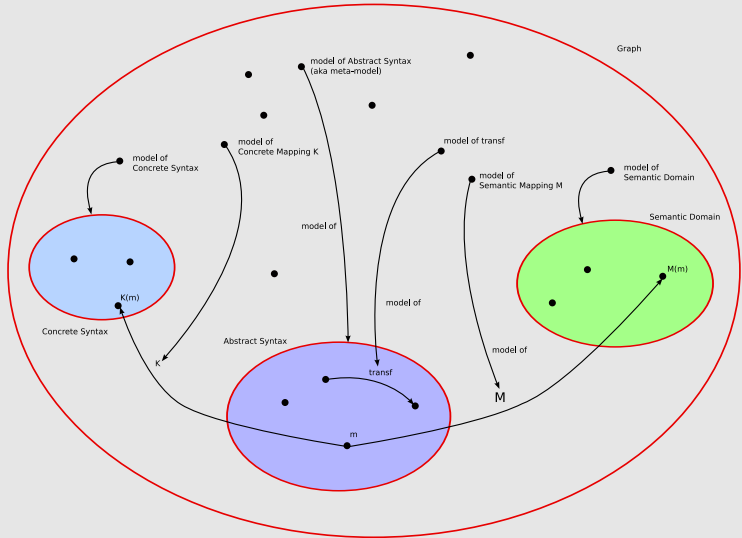 Graph
model of Abstract Syntax
(aka meta-model)
model of
Concrete Mapping K
model of transf
model of
Concrete Syntax
model of
Semantic Mapping M
model of
Semantic Domain
Semantic Domain
model of
M(m)
K(m)
model of
Concrete Syntax
Abstract Syntax
model of
K
transf
M
m